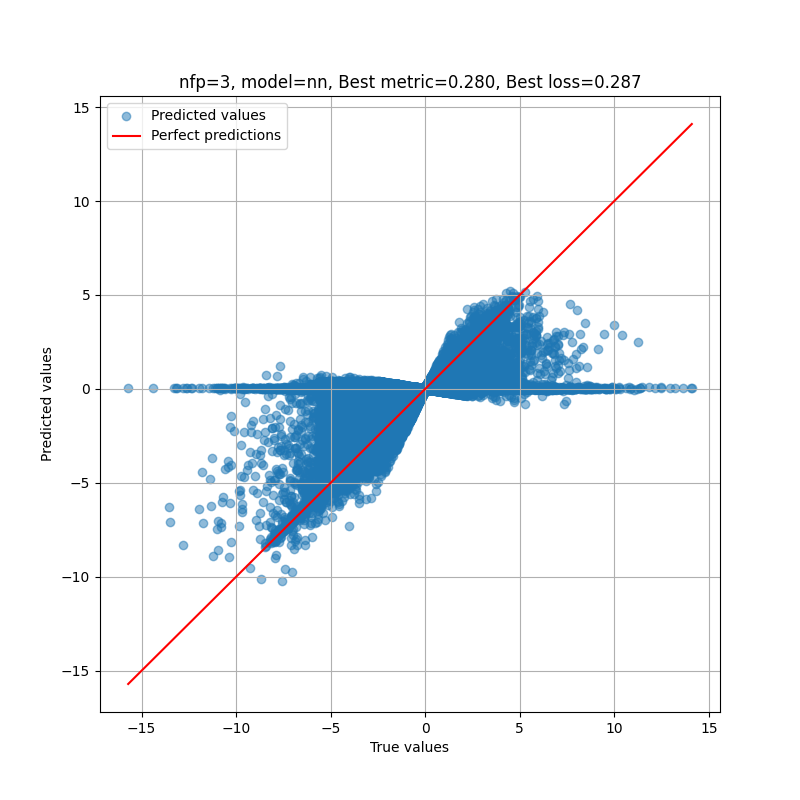 nfp=3, model=nn, Best metric=0.280, Best loss=0.287
Predicted values
Perfect predictions
15
10
5
0
−5
−10
−15
Predicted values
−15 −10 −5 0 5 10 15
True values